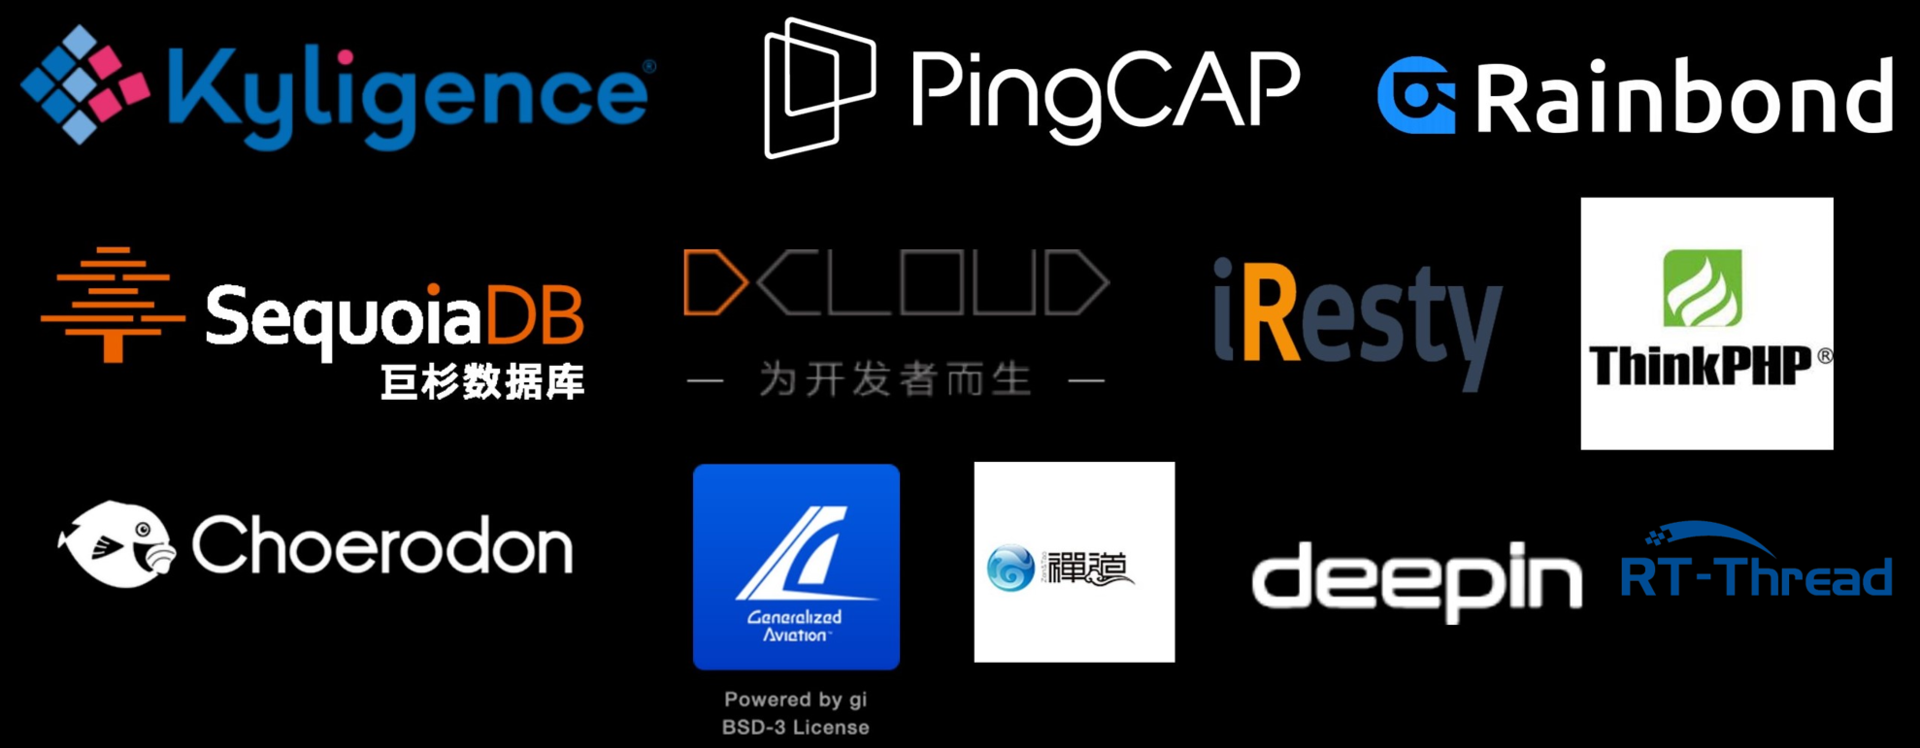 Kyligence®
PingCAP
Rainbond
SequoiaDB
巨杉数据库
DCLOUD
— 为开发者而生 —
iResty
ThinkPHP®
Choerodon
Generalized
Aviation™
Powered by gi
BSD-3 License
禪道
deepin
RT-Thread